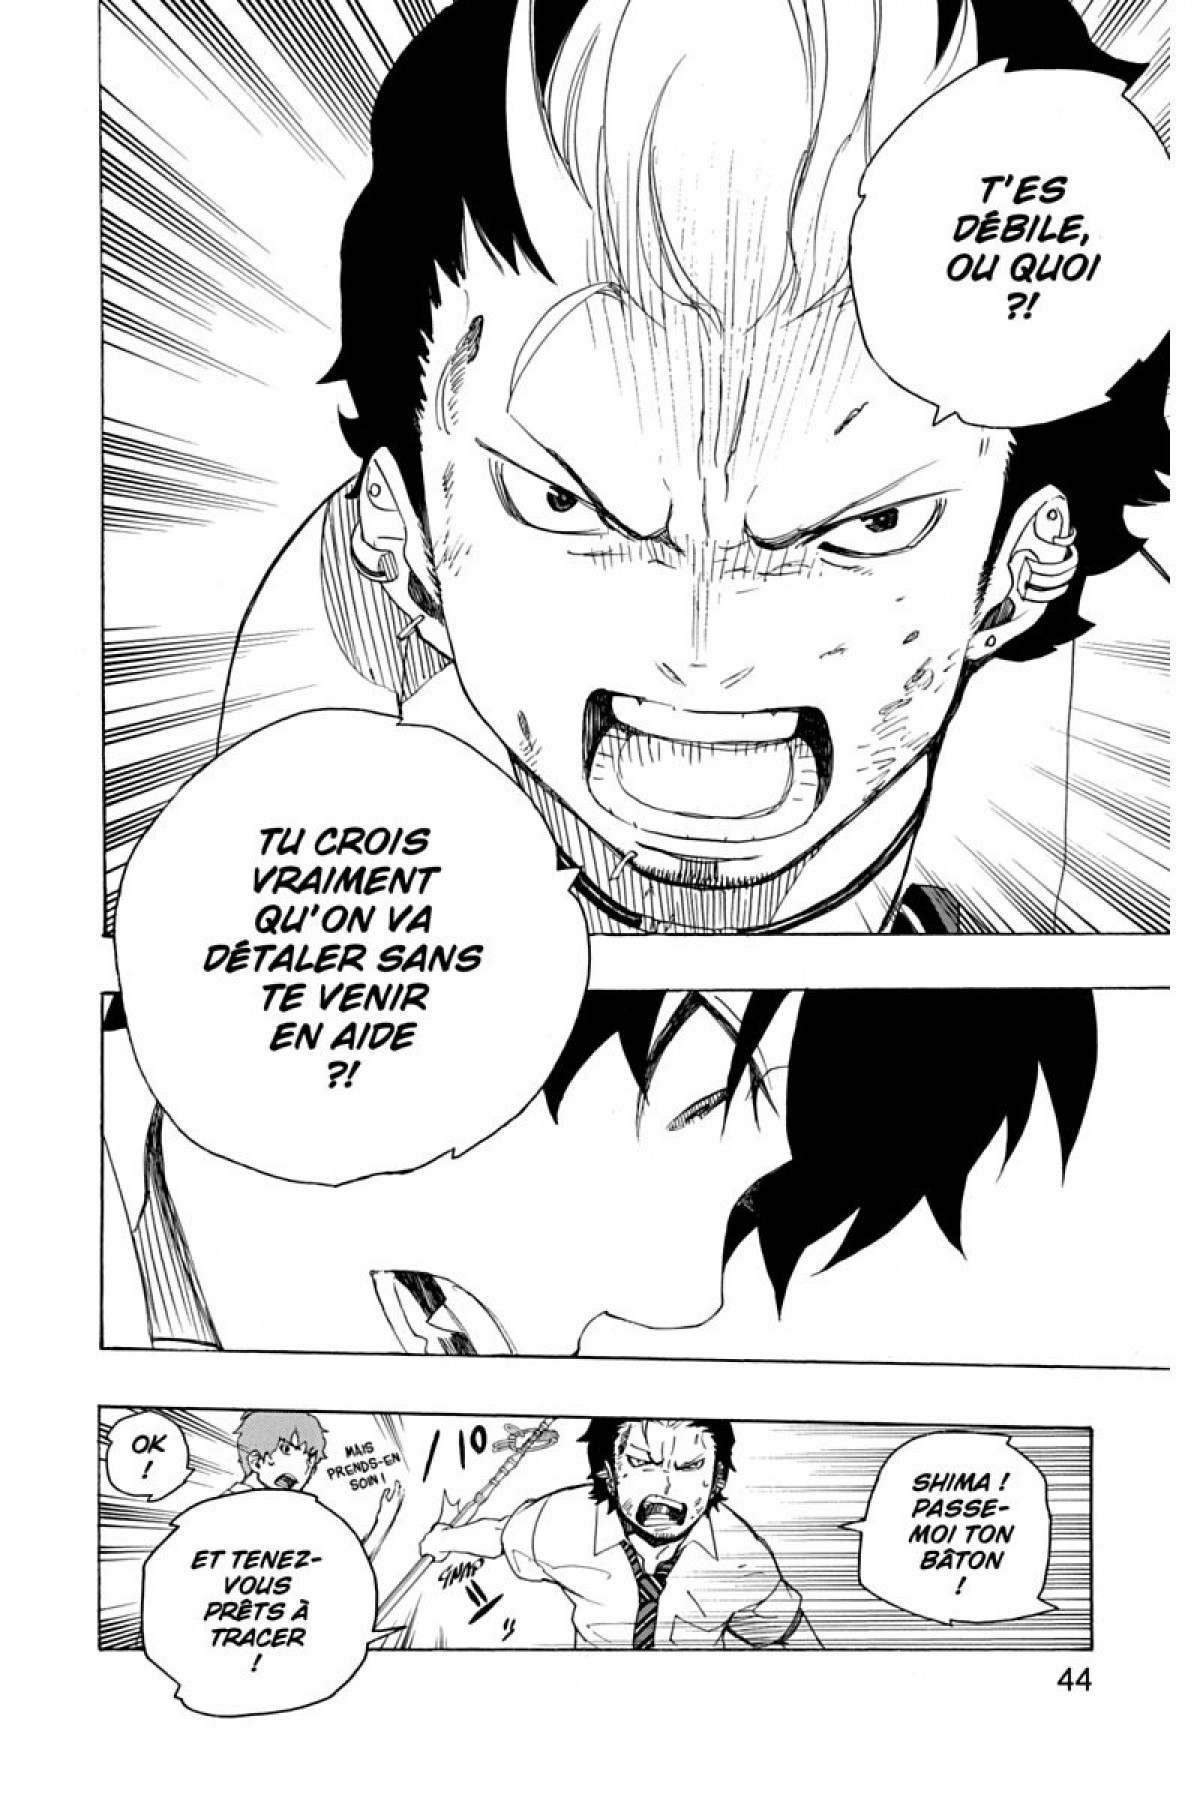 T'ES
DÉBILE,
OU QUOI
?!
TU CROIS
VRAIMENT
QU'ON VA
DÉTALER SANS
TE VENIR
EN AIDE
?!
SHIMA !
PASSE-
MOI TON
BÂTON
!
MAIS
PRENDS-EN
SOIN !
OK
!
ET TENEZ-
VOUS
PRÊTS À
TRACER
!
44